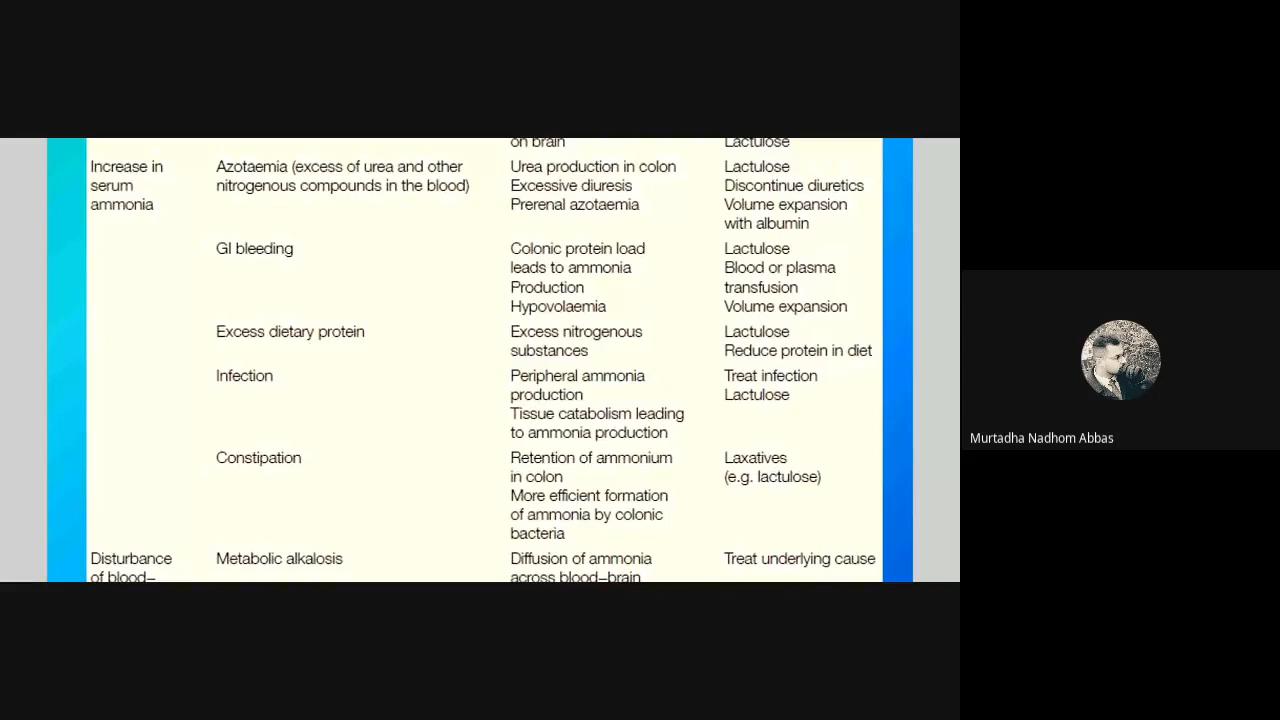 on brain
Lactulose
Increase in
serum
ammonia
Azotaemia (excess of urea and other
nitrogenous compounds in the blood)
Urea production in colon
Excessive diuresis
Prerenal azotaemia
Lactulose
Discontinue diuretics
Volume expansion
with albumin
GI bleeding
Colonic protein load
leads to ammonia
Production
Hypovolaemia
Lactulose
Blood or plasma
transfusion
Volume expansion
Excess dietary protein
Excess nitrogenous
substances
Lactulose
Reduce protein in diet
Infection
Peripheral ammonia
production
Tissue catabolism leading
to ammonia production
Treat infection
Lactulose
Constipation
Retention of ammonium
in colon
More efficient formation
of ammonia by colonic
bacteria
Laxatives
(e.g. lactulose)
Disturbance
of blood–
Metabolic alkalosis
Diffusion of ammonia
across blood–brain
Treat underlying cause
Murtadha Nadhom Abbas